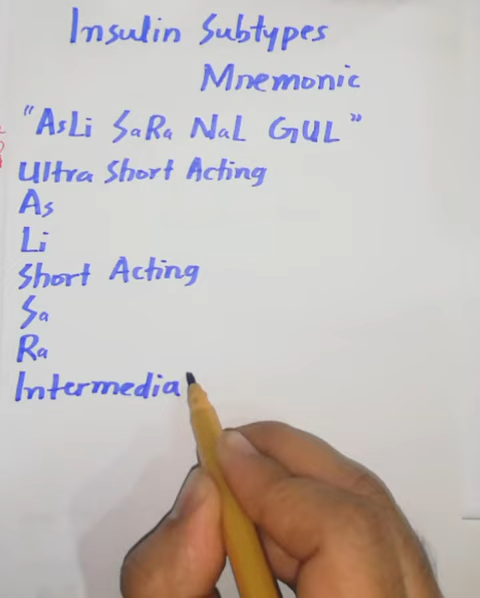 Insulin Subtypes
Mnemonic
"AsLi SaRa NaL GUL"
Ultra Short Acting
As
Li
Short Acting
Sa
Ra
Intermedia